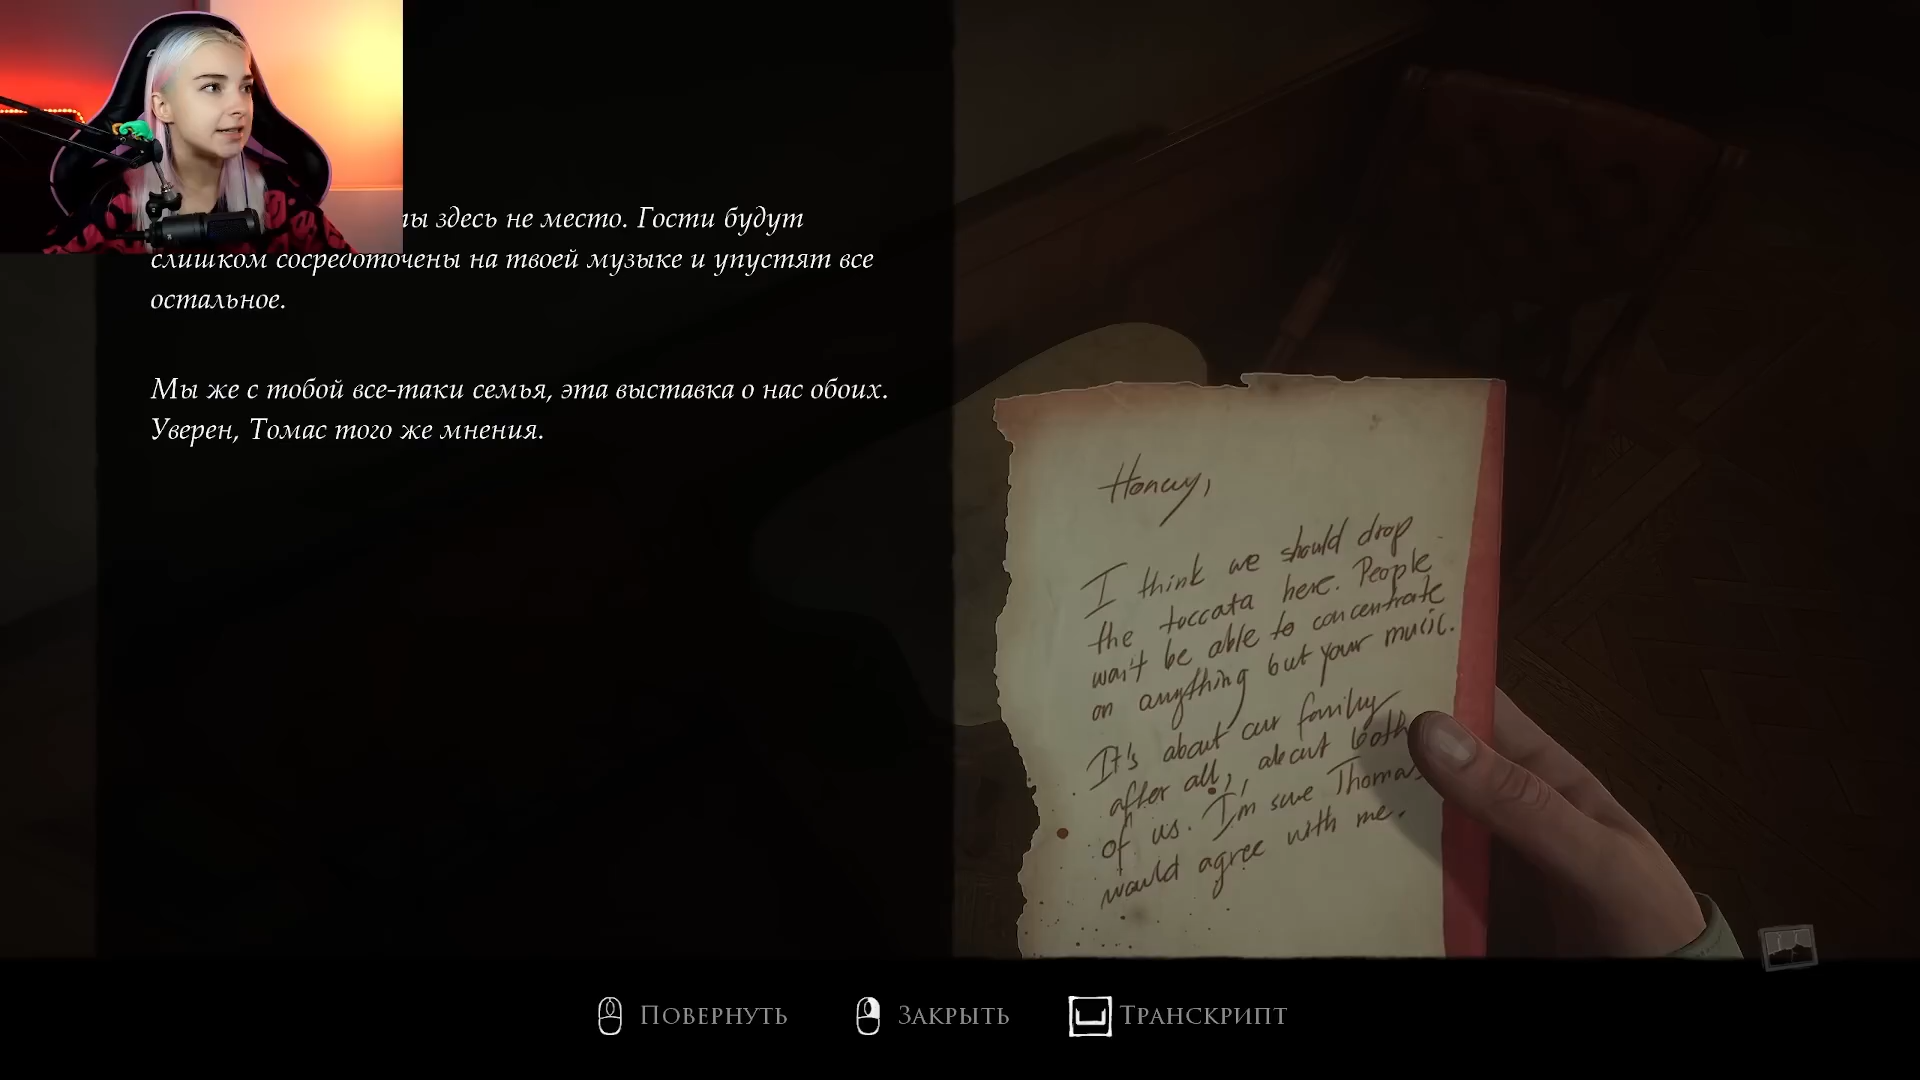 здесь не место. Гости будут
слишком сосредоточены на твоей музыке и упустят все
остальное.
Мы же с тобой все-таки семья, эта выставка о нас обоих.
Уверен, Томас того же мнения.
Honey,
I think we should drop
the toccata here. People
won't be able to concentrate
on anything but your music.
It's about our family
after all, about both
of us. I'm sure Thomas
would agree with me.
Повернуть
Закрыть
Транскрипт